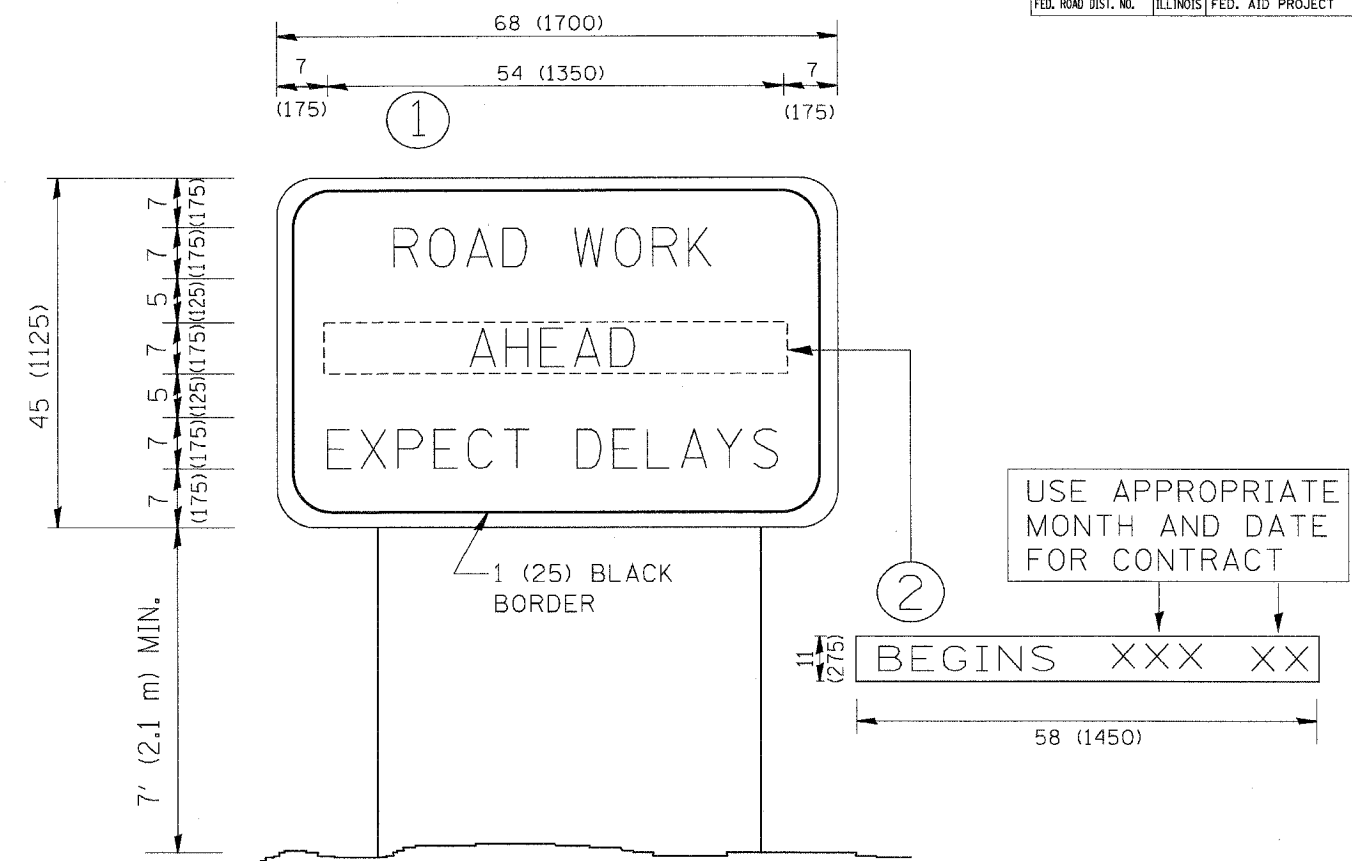 FED. ROAD DIST. NO. ILLINOIS FED. AID PROJECT
68 (1700)
7 54 (1350) 7
(175) (175)
1
45 (1125)
7 (175)
7 (175)
5 (125)
7 (175)
5 (125)
7 (175)
7 (175)
ROAD WORK
AHEAD
EXPECT DELAYS
1 (25) BLACK
BORDER
7' (2.1 m) MIN.
USE APPROPRIATE
MONTH AND DATE
FOR CONTRACT
2
11
(275)
BEGINS XXX XX
58 (1450)